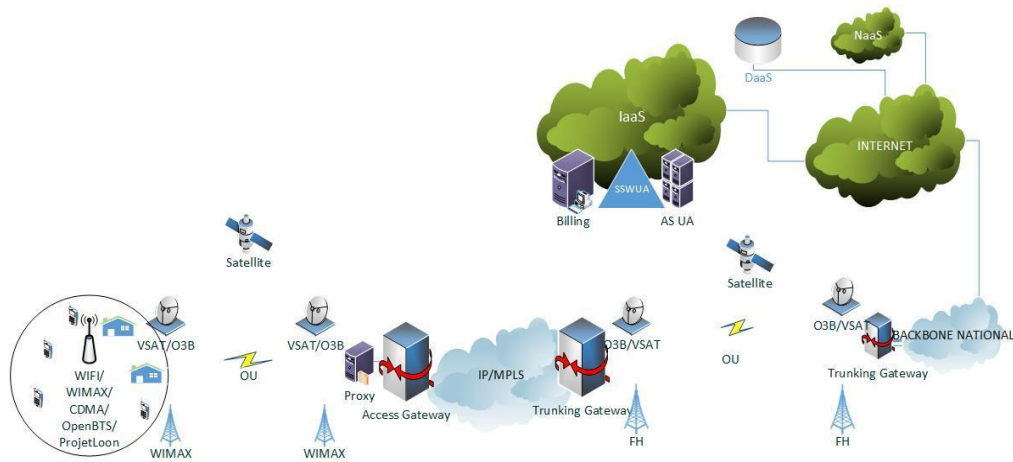 NaaS
DaaS
IaaS
INTERNET
SSWUA
Billing
AS UA
Satellite
Satellite
VSAT/O3B
VSAT/O3B
O3B/VSAT
O3B/VSAT
WIFI/
WIMAX/
CDMA/
OpenBTS/
ProjetLoon
OU
OU
Proxy
Access Gateway
IP/MPLS
Trunking Gateway
BACKBONE NATIONAL
Trunking Gateway
WIMAX
WIMAX
FH
FH